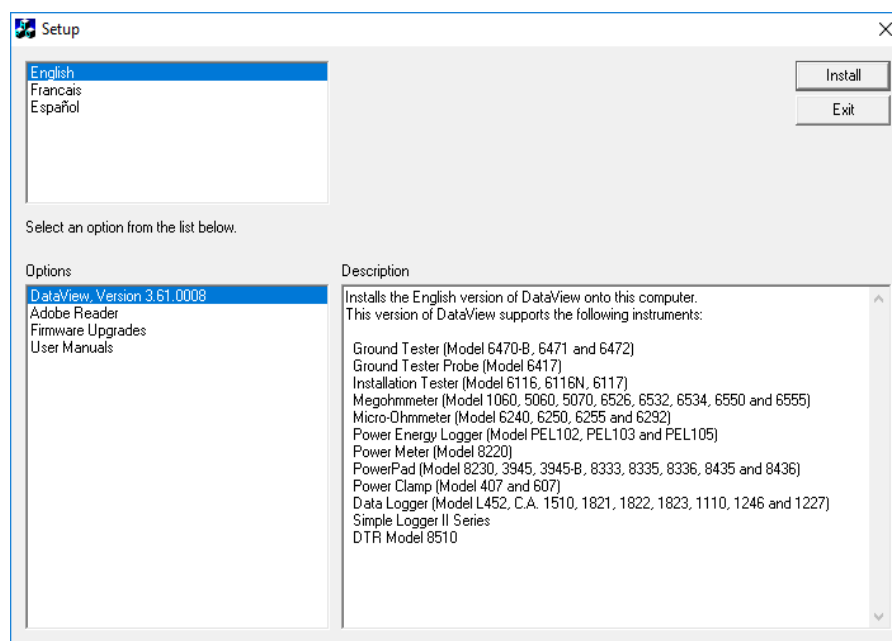 Setup
English
Francais
Español
Install
Exit
Select an option from the list below.
Options
DataView, Version 3.61.0008
Adobe Reader
Firmware Upgrades
User Manuals
Description
Installs the English version of DataView onto this computer.
This version of DataView supports the following instruments:
Ground Tester (Model 6470-B, 6471 and 6472)
Ground Tester Probe (Model 6417)
Installation Tester (Model 6116, 6116N, 6117)
Megohmmeter (Model 1060, 5060, 5070, 6526, 6532, 6534, 6550 and 6555)
Micro-Ohmmeter (Model 6240, 6250, 6255 and 6292)
Power Energy Logger (Model PEL102, PEL103 and PEL105)
Power Meter (Model 8220)
PowerPad (Model 8230, 3945, 3945-B, 8333, 8335, 8336, 8435 and 8436)
Power Clamp (Model 407 and 607)
Data Logger (Model L452, C.A. 1510, 1821, 1822, 1823, 1110, 1246 and 1227)
Simple Logger II Series
DTR Model 8510